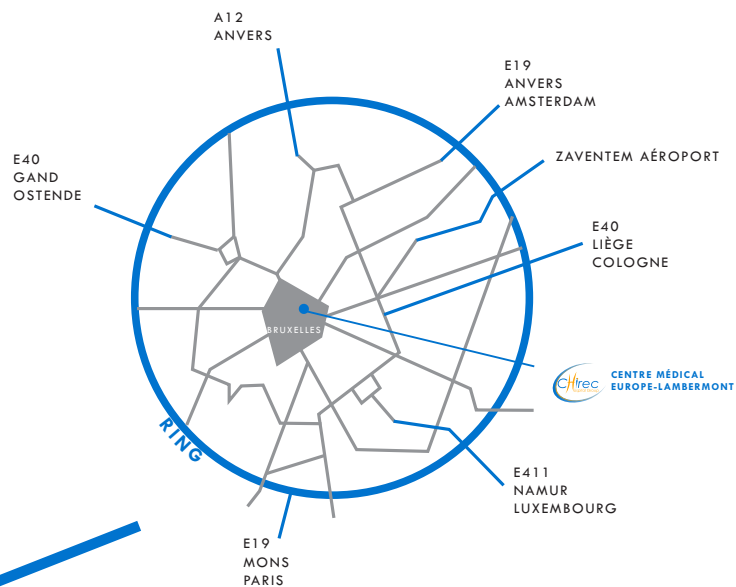 A12
ANVERS
E19
ANVERS
AMSTERDAM
ZAVENTEM AÉROPORT
E40
GAND
OSTENDE
E40
LIÈGE
COLOGNE
BRUXELLES
CHirec
CENTRE MÉDICAL
EUROPE-LAMBERMONT
RING
E411
NAMUR
LUXEMBOURG
E19
MONS
PARIS